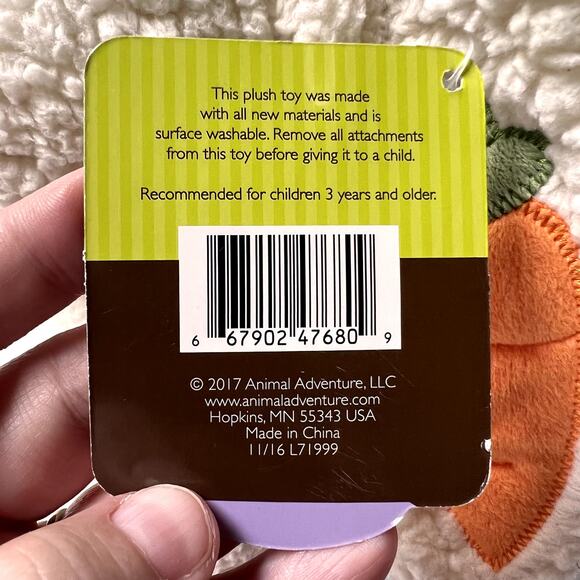 This plush toy was made
with all new materials and is
surface washable. Remove all attachments
from this toy before giving it to a child.
Recommended for children 3 years and older.
6 67902 47680 9
© 2017 Animal Adventure, LLC
www.animaladventure.com
Hopkins, MN 55343 USA
Made in China
11/16 L71999